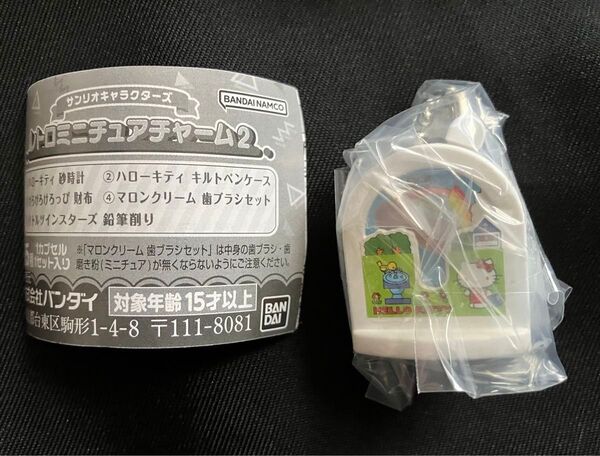 サンリオキャラクターズ
BANDAI NAMCO
レトロミニチュアチャーム2
ハローキティ 砂時計
②ハローキティ キルトペンケース
けろけろけろっぴ 財布
④マロンクリーム 歯ブラシセット
トルツインスターズ 鉛筆削り
1カプセル
セット入り
※「マロンクリーム 歯ブラシセット」は中身の歯ブラシ・歯
磨き粉(ミニチュア)が無くならないようにご注意ください。
会社バンダイ
対象年齢 15才以上
BAN
DAI
都台東区駒形1-4-8 〒111-8081
HELLO KITTY